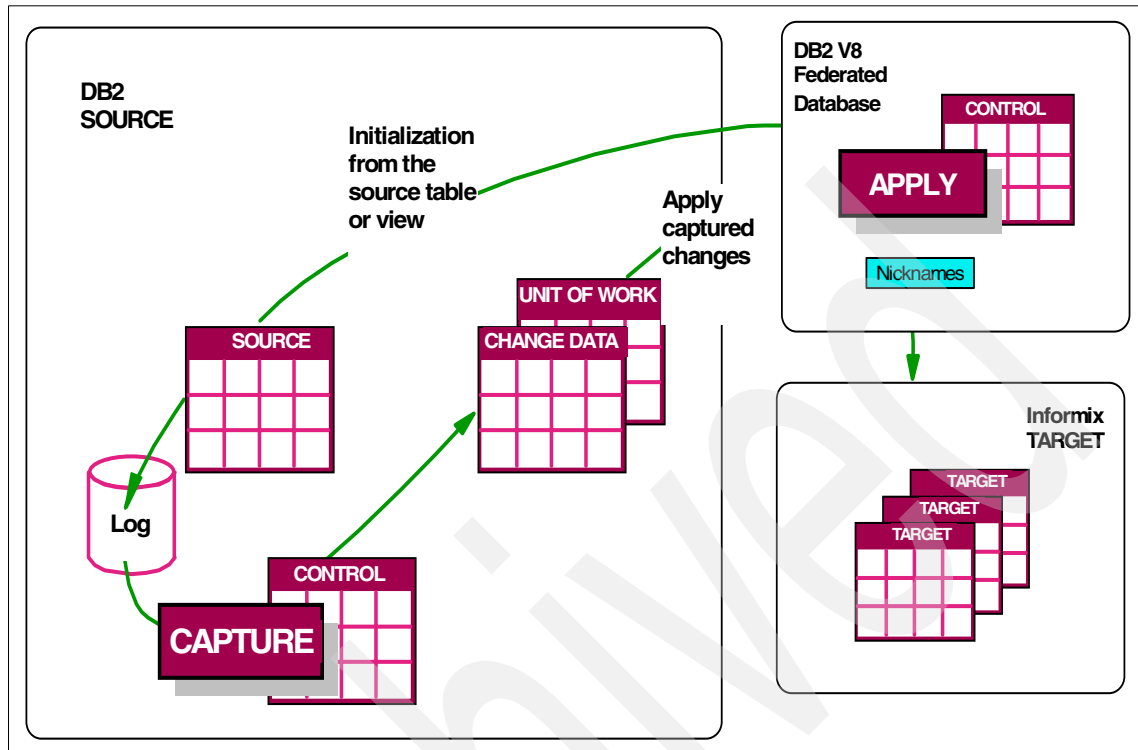 DB2
SOURCE
Initialization
from the
source table
or view
Apply
captured
changes
UNIT OF WORK
CHANGE DATA
SOURCE
Log
CONTROL
CAPTURE
DB2 V8
Federated
Database
CONTROL
APPLY
Nicknames
Informix
TARGET
TARGET
TARGET
TARGET